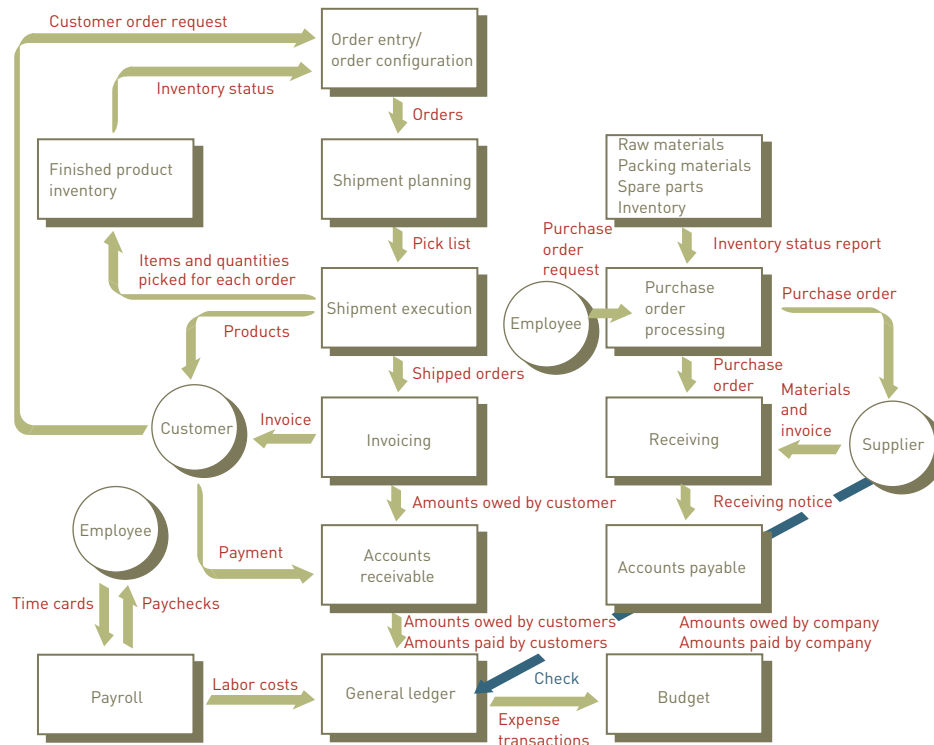 Customer order request
Order entry/
order configuration
Inventory status
Orders
Finished product
inventory
Shipment planning
Raw materials
Packing materials
Spare parts
Inventory
Pick list
Purchase
order
request
Inventory status report
Items and quantities
picked for each order
Shipment execution
Employee
Purchase
order
processing
Purchase order
Products
Shipped orders
Purchase
order
Materials
and
invoice
Customer
Invoice
Invoicing
Receiving
Supplier
Amounts owed by customer
Receiving notice
Employee
Payment
Accounts
receivable
Accounts payable
Time cards
Paychecks
Amounts owed by customers
Amounts paid by customers
Amounts owed by company
Amounts paid by company
Payroll
Labor costs
General ledger
Check
Expense
transactions
Budget